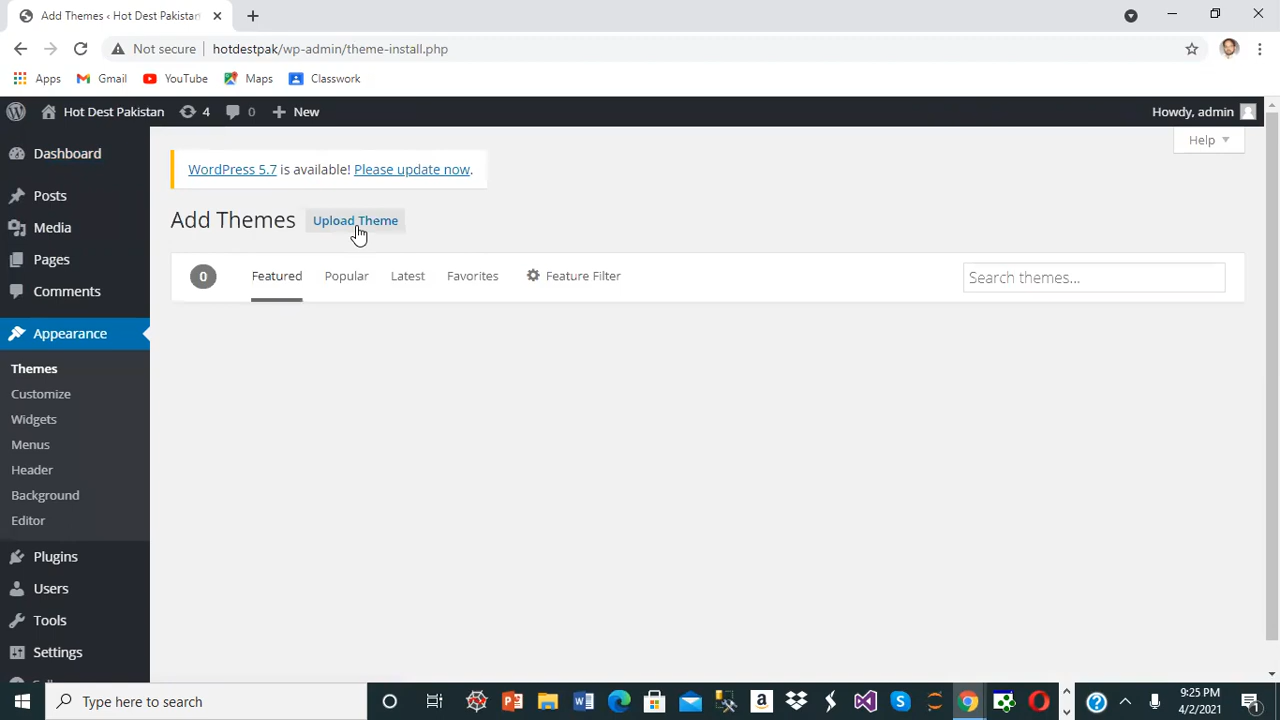 Add Themes ‹ Hot Dest Pakistan
Not secure
hotdestpak/wp-admin/theme-install.php
Apps
Gmail
YouTube
Maps
Classwork
Hot Dest Pakistan
4
0
New
Howdy, admin
Dashboard
Posts
Media
Pages
Comments
Appearance
Themes
Customize
Widgets
Menus
Header
Background
Editor
Plugins
Users
Tools
Settings
Help
WordPress 5.7 is available! Please update now.
Add Themes
Upload Theme
0
Featured
Popular
Latest
Favorites
Feature Filter
Search themes...
Type here to search
9:25 PM
4/2/2021
1